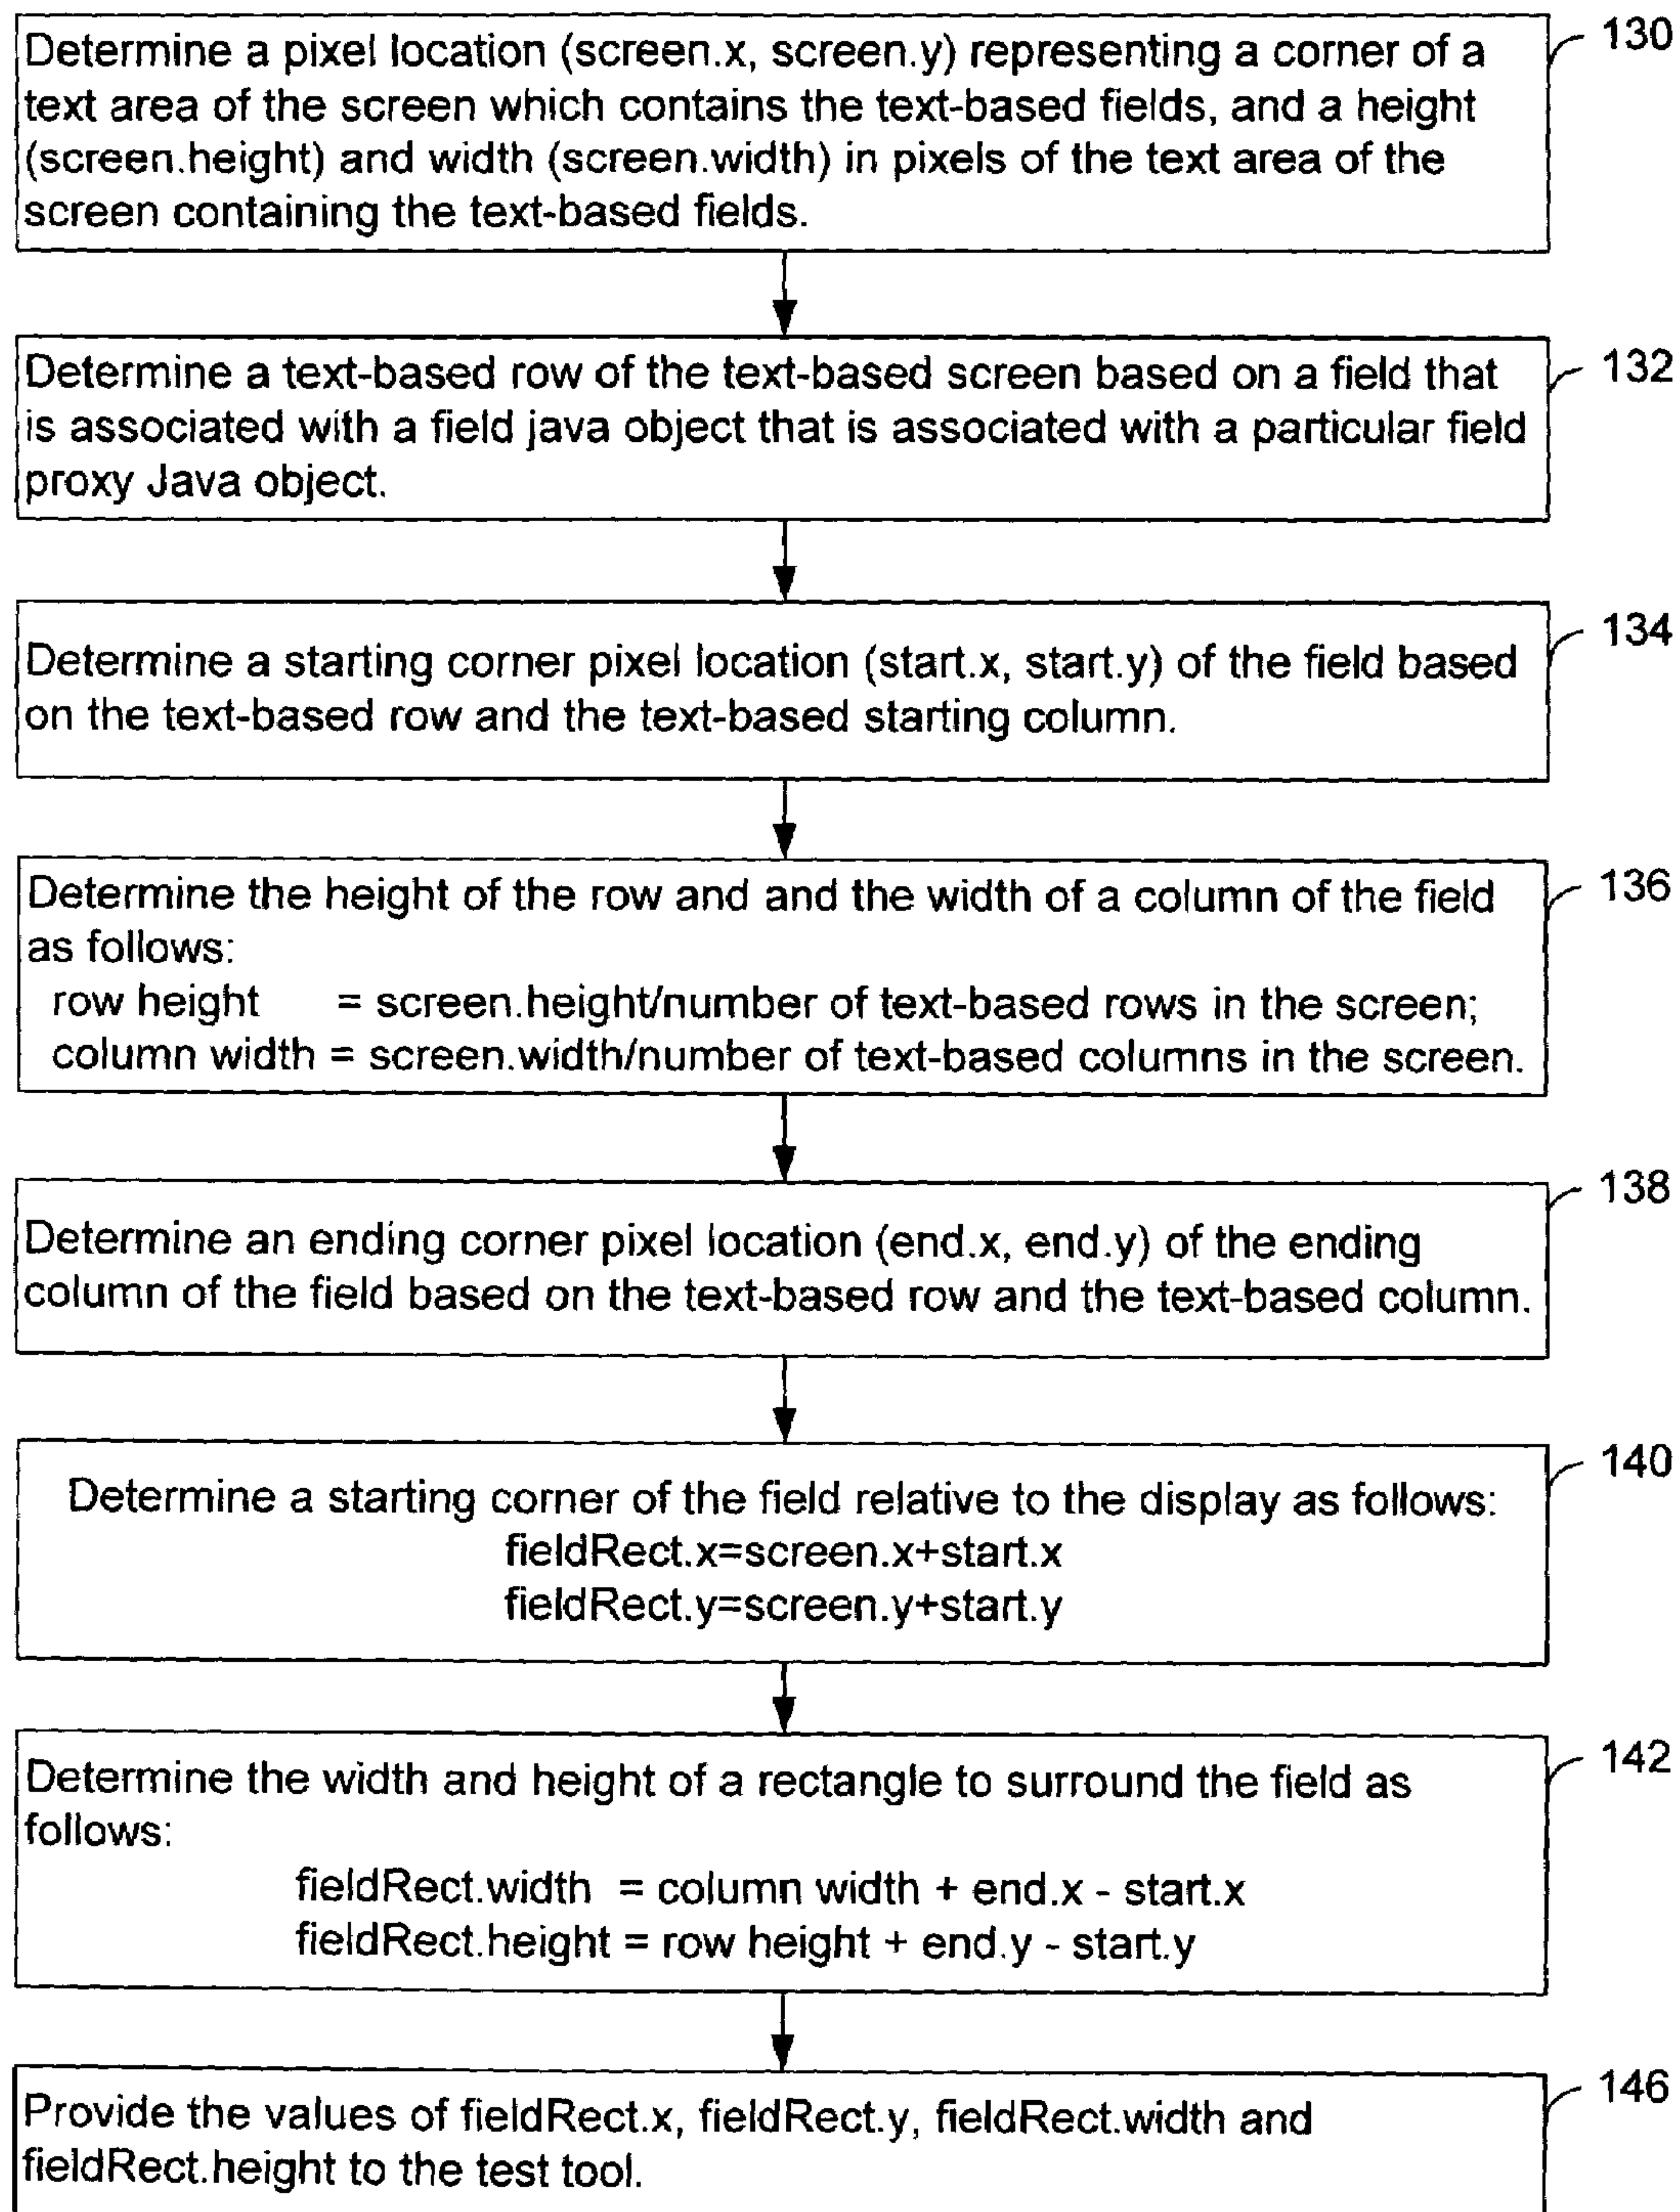 130
Determine a pixel location (screen.x, screen.y) representing a corner of a
text area of the screen which contains the text-based fields, and a height
(screen.height) and width (screen.width) in pixels of the text area of the
screen containing the text-based fields.
132
Determine a text-based row of the text-based screen based on a field that
is associated with a field java object that is associated with a particular field
proxy Java object.
134
Determine a starting corner pixel location (start.x, start.y) of the field based
on the text-based row and the text-based starting column.
136
Determine the height of the row and and the width of a column of the field
as follows:
row height = screen.height/number of text-based rows in the screen;
column width = screen.width/number of text-based columns in the screen.
138
Determine an ending corner pixel location (end.x, end.y) of the ending
column of the field based on the text-based row and the text-based column.
140
Determine a starting corner of the field relative to the display as follows:
fieldRect.x=screen.x+start.x
fieldRect.y=screen.y+start.y
142
Determine the width and height of a rectangle to surround the field as
follows:
fieldRect.width = column width + end.x - start.x
fieldRect.height = row height + end.y - start.y
146
Provide the values of fieldRect.x, fieldRect.y, fieldRect.width and
fieldRect.height to the test tool.